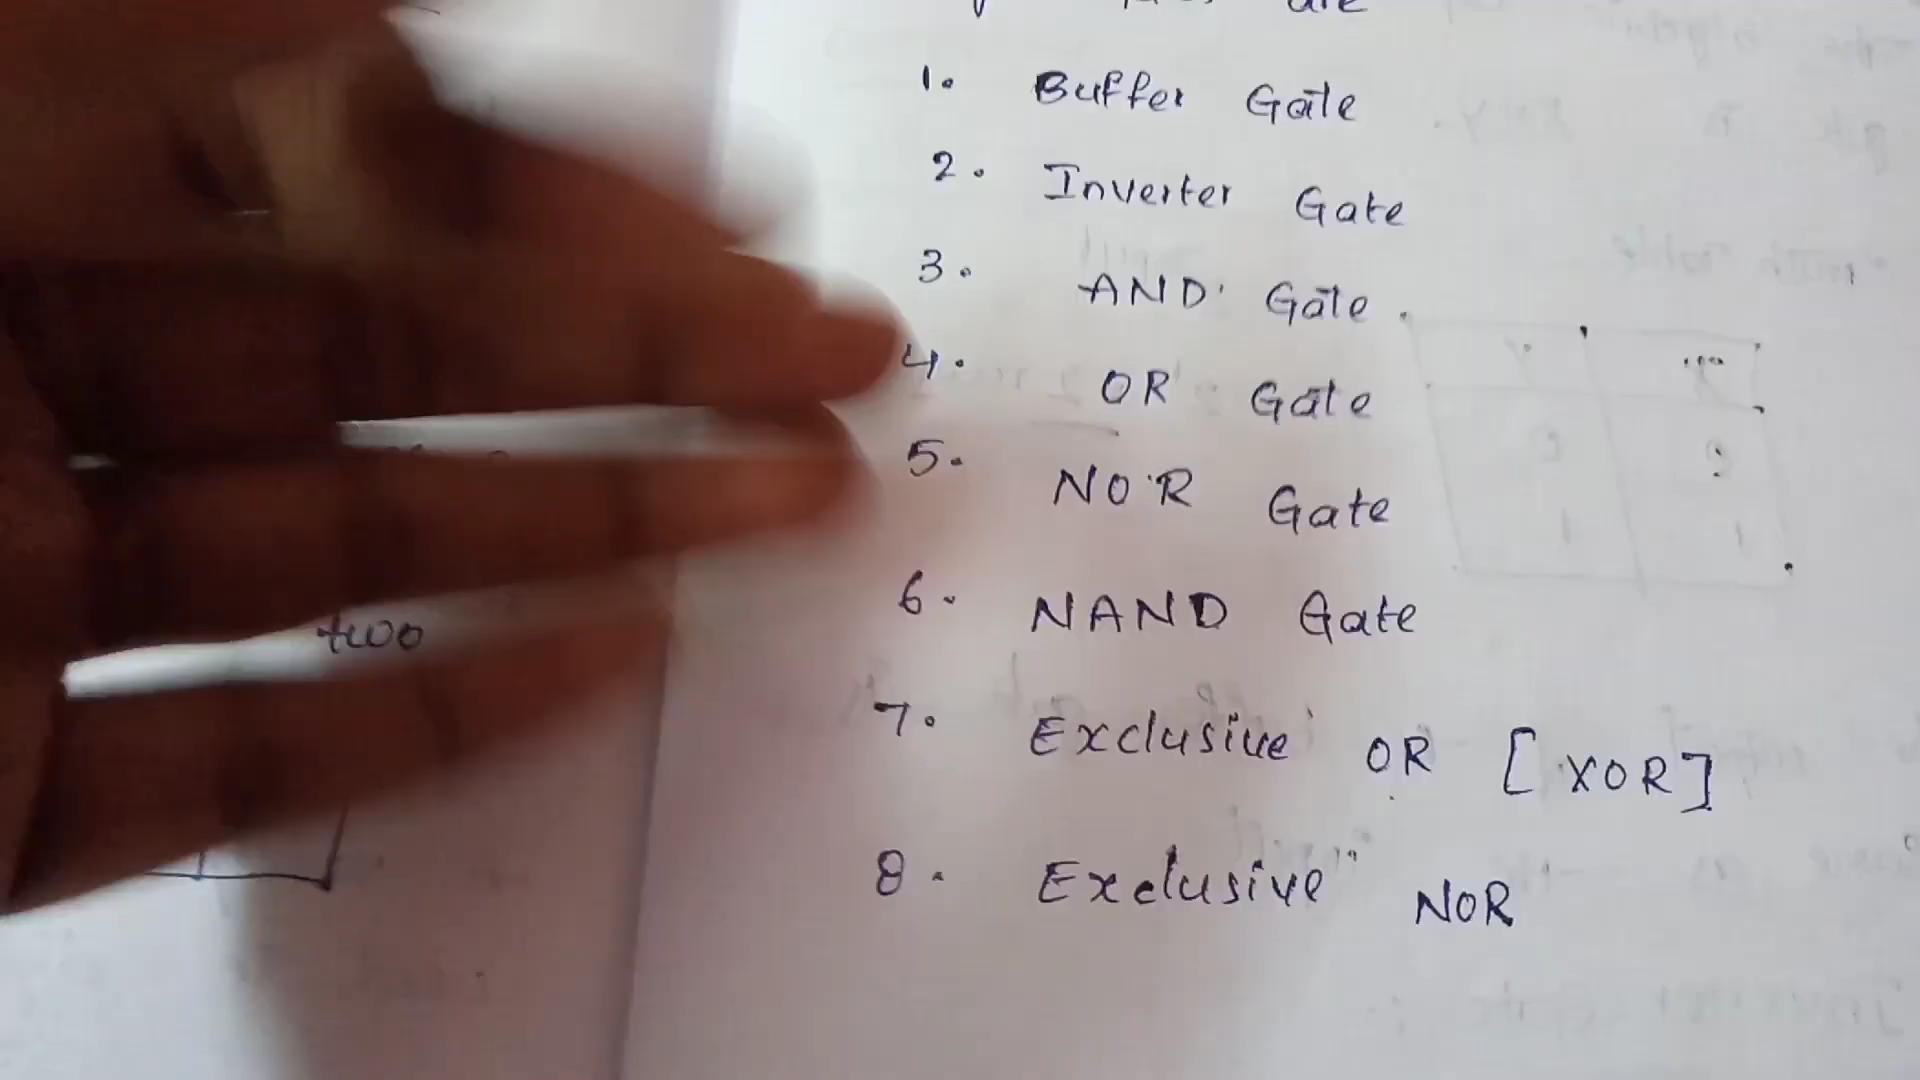 are
1. Buffer Gate
2. Inverter Gate
3. AND Gate.
4. OR Gate
5. NOR Gate
6. NAND Gate
7. Exclusive OR [XOR]
8. Exclusive NOR
two